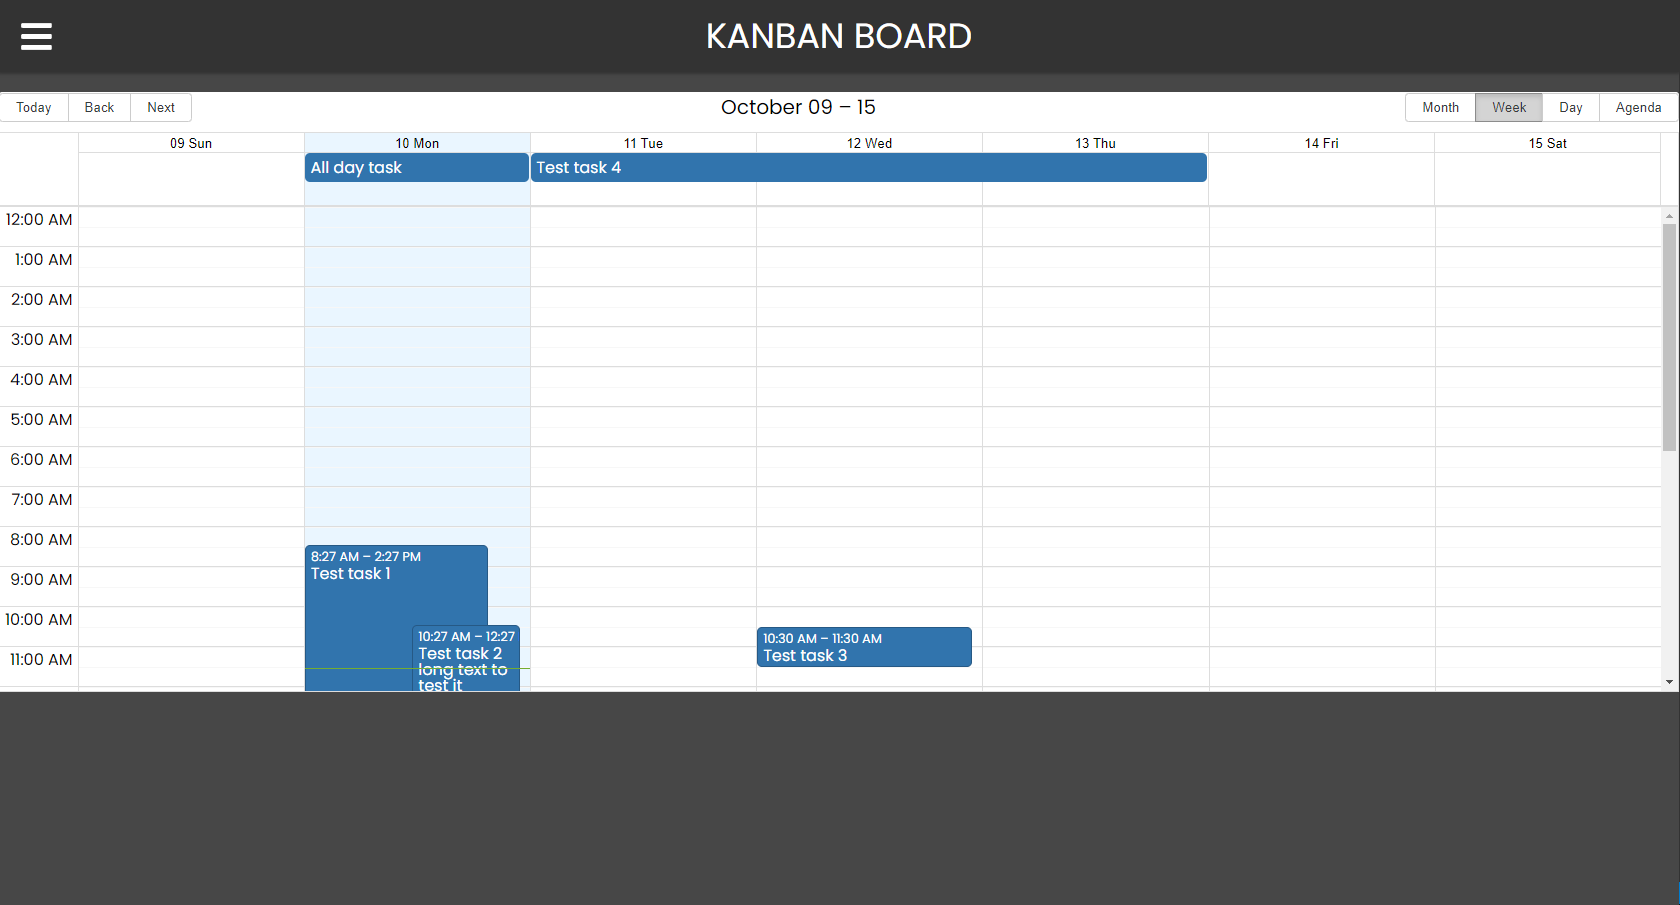 KANBAN BOARD
Today Back Next
October 09 – 15
Month Week Day Agenda
09 Sun 10 Mon 11 Tue 12 Wed 13 Thu 14 Fri 15 Sat
All day task
Test task 4
12:00 AM
1:00 AM
2:00 AM
3:00 AM
4:00 AM
5:00 AM
6:00 AM
7:00 AM
8:00 AM
9:00 AM
10:00 AM
11:00 AM
8:27 AM – 2:27 PM
Test task 1
10:27 AM – 12:27
Test task 2
long text to
test it
10:30 AM – 11:30 AM
Test task 3